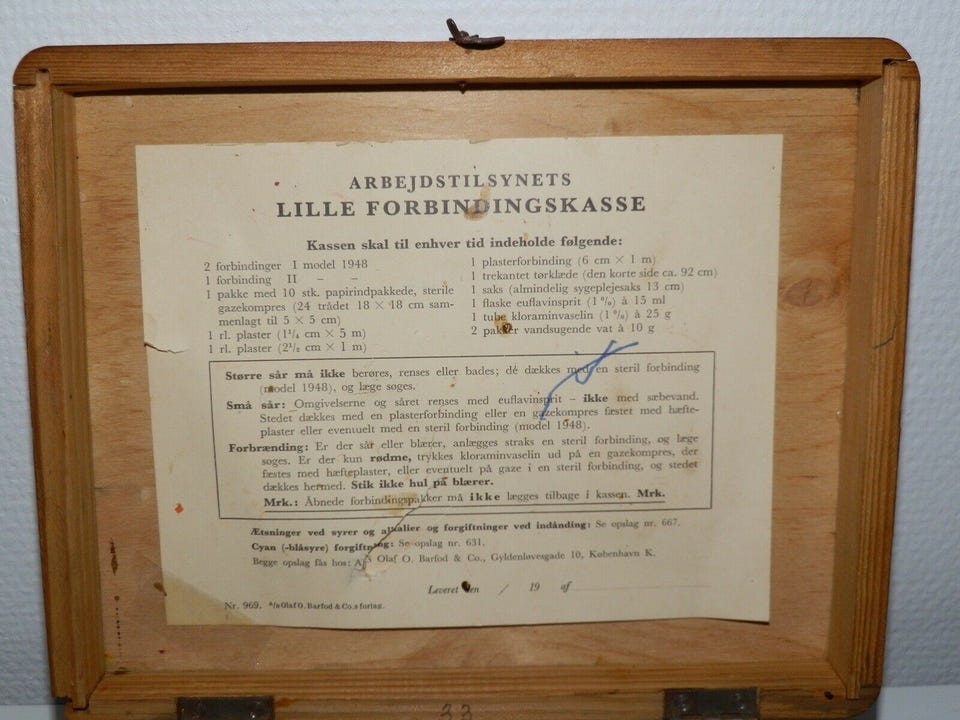 ARBEJDSTILSYNETS
LILLE FORBINDINGSKASSE
Kassen skal til enhver tid indeholde følgende:
2 forbindinger I model 1948
1 forbinding II – –
1 pakke med 10 stk. papirindpakkede, sterile
gazekompres (24 trådet 18 × 18 cm sam-
menlagt til 5 × 5 cm)
1 rl. plaster (1¼ cm × 5 m)
1 rl. plaster (2½ cm × 1 m)
1 plasterforbinding (6 cm × 1 m)
1 trekantet tørklæde (den korte side ca. 92 cm)
1 saks (almindelig sygeplejesaks 13 cm)
1 flaske euflavinsprit (1 ‰) à 15 ml
1 tube kloraminvaselin (1 %) à 25 g
2 pakker vandsugende vat à 10 g
Større sår må ikke berøres, renses eller bades; dé dækkes med en steril forbinding
(model 1948), og læge søges.
Små sår: Omgivelserne og såret renses med euflavinsprit – ikke med sæbevand.
Stedet dækkes med en plasterforbinding eller en gazekompres fæstet med hæfte-
plaster eller eventuelt med en steril forbinding (model 1948).
Forbrænding: Er der sår eller blærer, anlægges straks en steril forbinding, og læge
søges. Er der kun rødme, trykkes kloraminvaselin ud på en gazekompres, der
fæstes med hæfteplaster, eller eventuelt på gaze i en steril forbinding, og stedet
dækkes hermed. Stik ikke hul på blærer.
Mrk.: Åbnede forbindingspakker må ikke lægges tilbage i kassen. Mrk.
Ætsninger ved syrer og alkalier og forgiftninger ved indånding: Se opslag nr. 667.
Cyan (-blåsyre) forgiftning: Se opslag nr. 631.
Begge opslag fås hos: A/S Olaf O. Barfod & Co., Gyldenløvesgade 10, København K.
Leveret den / 19 af
Nr. 969. A/s Olaf O. Barfod & Co.s forlag.
33